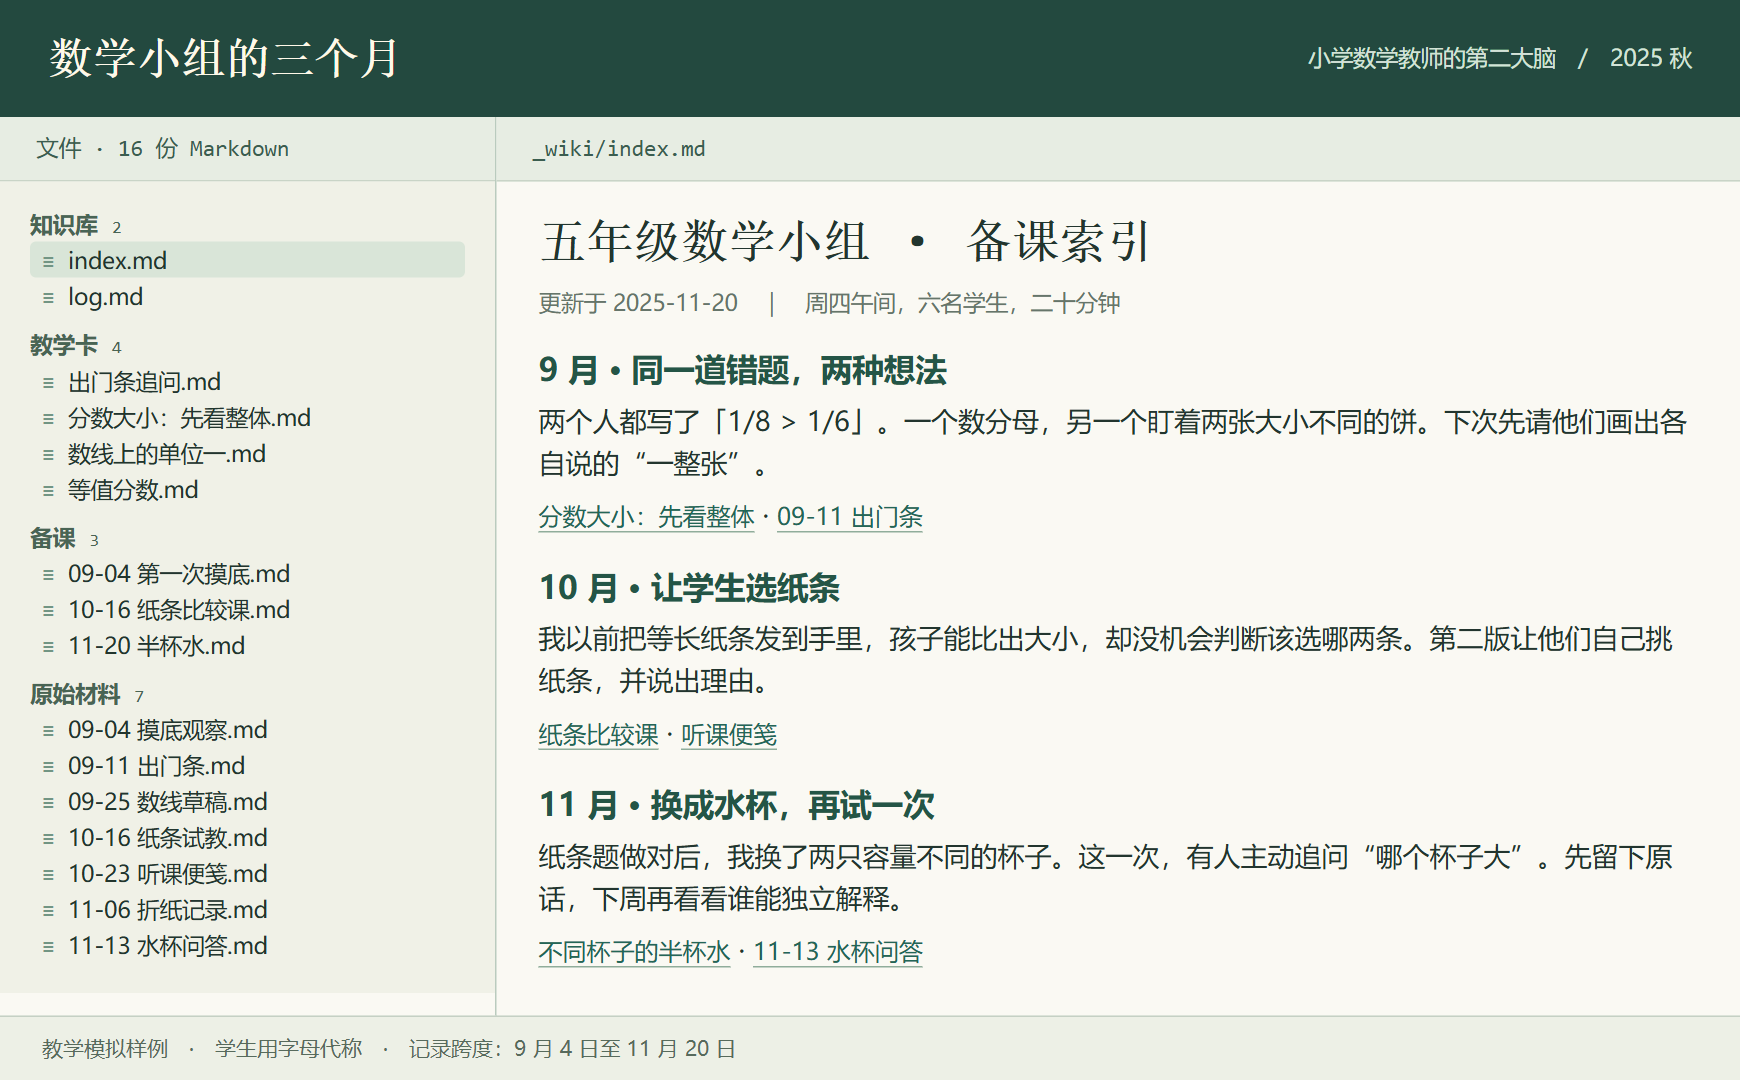 数学小组的三个月
小学数学教师的第二大脑 / 2025 秋
文件 · 16 份 Markdown
知识库 2
index.md
log.md
教学卡 4
出门条追问.md
分数大小：先看整体.md
数线上的单位一.md
等值分数.md
备课 3
09-04 第一次摸底.md
10-16 纸条比较课.md
11-20 半杯水.md
原始材料 7
09-04 摸底观察.md
09-11 出门条.md
09-25 数线草稿.md
10-16 纸条试教.md
10-23 听课便笺.md
11-06 折纸记录.md
11-13 水杯问答.md
_wiki/index.md
五年级数学小组 · 备课索引
更新于 2025-11-20 | 周四午间，六名学生，二十分钟
9 月 · 同一道错题，两种想法
两个人都写了「1/8 > 1/6」。一个数分母，另一个盯着两张大小不同的饼。下次先请他们画出各
自说的“一整张”。
分数大小：先看整体 · 09-11 出门条
10 月 · 让学生选纸条
我以前把等长纸条发到手里，孩子能比出大小，却没机会判断该选哪两条。第二版让他们自己挑
纸条，并说出理由。
纸条比较课 · 听课便笺
11 月 · 换成水杯，再试一次
纸条题做对后，我换了两只容量不同的杯子。这一次，有人主动追问“哪个杯子大”。先留下原
话，下周再看看谁能独立解释。
不同杯子的半杯水 · 11-13 水杯问答
教学模拟样例 · 学生用字母代称 · 记录跨度：9 月 4 日至 11 月 20 日